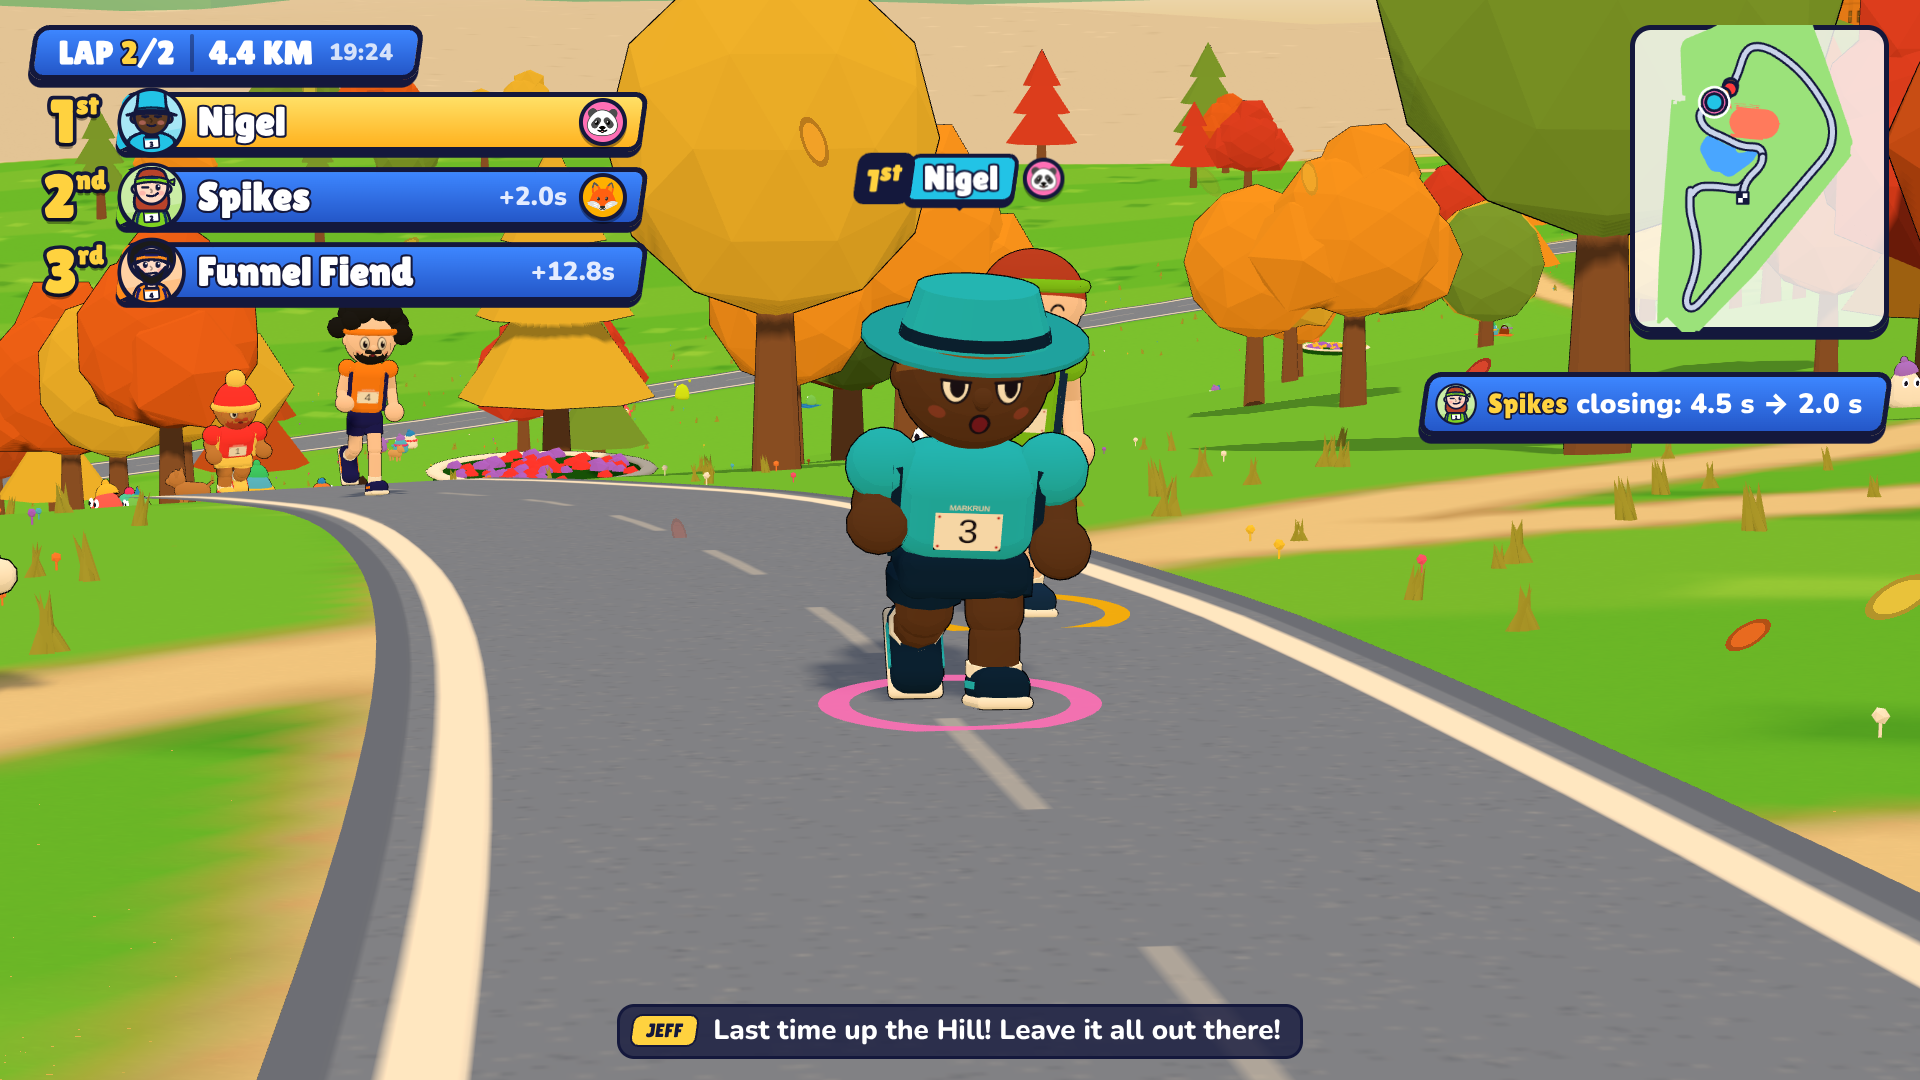 LAP 2/2 4.4 KM 19:24
1st Nigel
2nd Spikes +2.0s
3rd Funnel Fiend +12.8s
1st Nigel
Spikes closing: 4.5 s → 2.0 s
MARKRUN
3
4
1
JEFF Last time up the Hill! Leave it all out there!